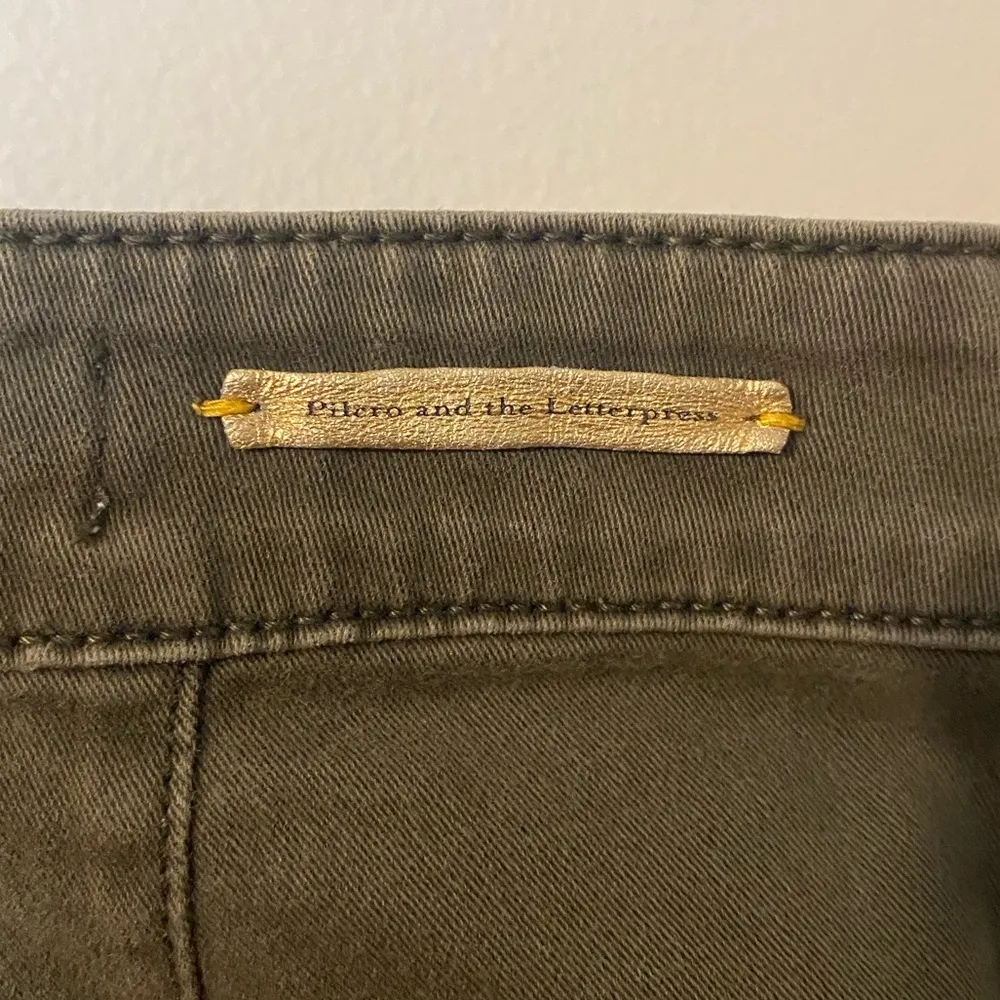 Pilcro and the Letterpress